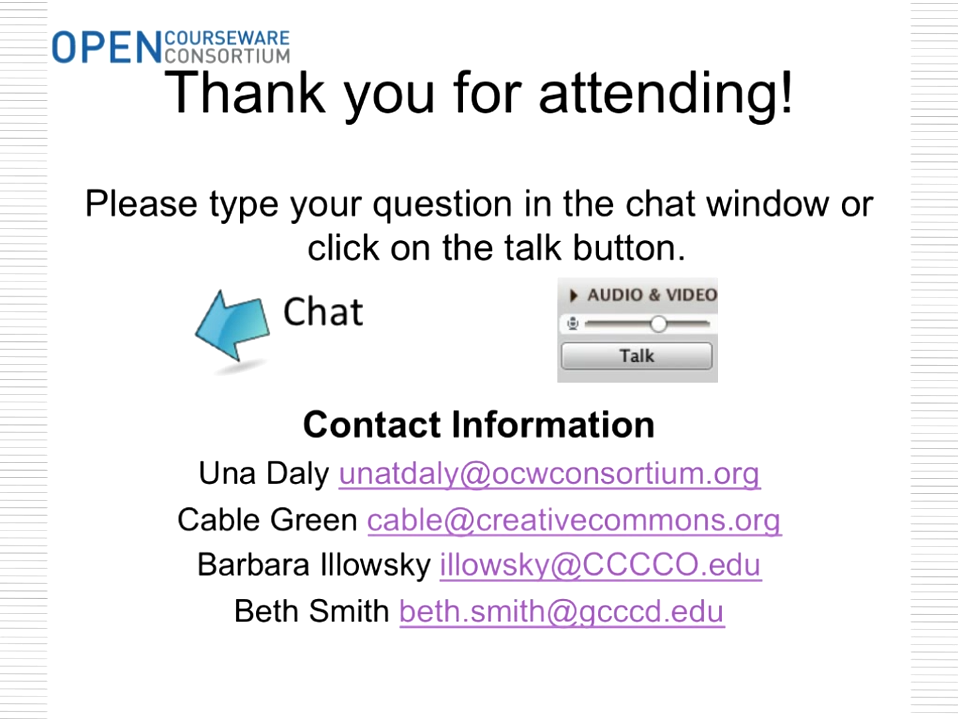 OPEN COURSEWARE
CONSORTIUM
Thank you for attending!
Please type your question in the chat window or
click on the talk button.
Chat
AUDIO & VIDEO
Talk
Contact Information
Una Daly unatdaly@ocwconsortium.org
Cable Green cable@creativecommons.org
Barbara Illowsky illowsky@CCCCO.edu
Beth Smith beth.smith@gcccd.edu